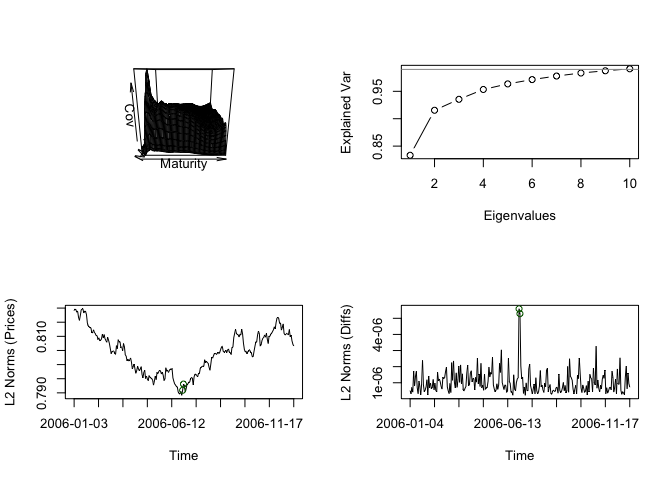 Cov
Maturity
Explained Var
0.95
0.85
2 4 6 8 10
Eigenvalues
L2 Norms (Prices)
0.810
0.790
2006-01-03 2006-06-12 2006-11-17
Time
L2 Norms (Diffs)
4e-06
1e-06
2006-01-04 2006-06-13 2006-11-17
Time